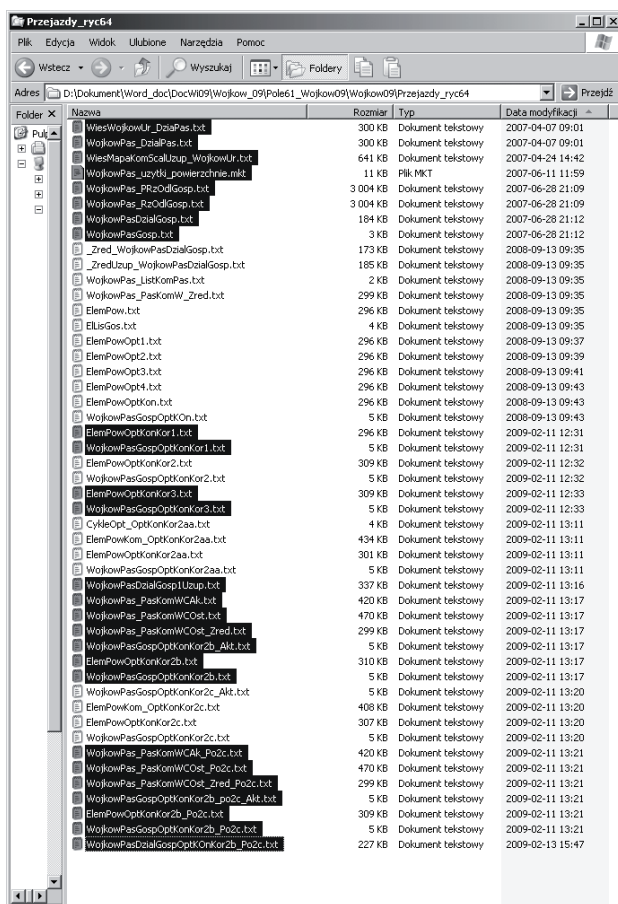 Przejazdy_ryc64
Plik Edycja Widok Ulubione Narzędzia Pomoc
Wstecz Wyszukaj Foldery
Adres D:\Dokument\Word_doc\DocWi09\Wojkow_09\Pole61_Wojkow09\Wojkow09\Przejazdy_ryc64 Przejdź
Folder X Nazwa Rozmiar Typ Data modyfikacji
Pulp WiesWojkowUr_DziaPas.txt 300 KB Dokument tekstowy 2007-04-07 09:01
WojkowPas_DzialPas.txt 300 KB Dokument tekstowy 2007-04-07 09:01
WiesMapaKomScalUzup_WojkowUr.txt 641 KB Dokument tekstowy 2007-04-24 14:42
WojkowPas_uzytki_powierzchnie.mkt 11 KB Plik MKT 2007-06-11 11:59
WojkowPas_PRzOdlGosp.txt 3 004 KB Dokument tekstowy 2007-06-28 21:09
WojkowPas_RzOdlGosp.txt 3 004 KB Dokument tekstowy 2007-06-28 21:09
WojkowPasDzialGosp.txt 184 KB Dokument tekstowy 2007-06-28 21:12
WojkowPasGosp.txt 3 KB Dokument tekstowy 2007-06-28 21:12
_Zred_WojkowPasDzialGosp.txt 173 KB Dokument tekstowy 2008-09-13 09:35
_ZredUzup_WojkowPasDzialGosp.txt 185 KB Dokument tekstowy 2008-09-13 09:35
WojkowPas_ListKomPas.txt 2 KB Dokument tekstowy 2008-09-13 09:35
WojkowPas_PasKomW_Zred.txt 299 KB Dokument tekstowy 2008-09-13 09:35
ElemPow.txt 296 KB Dokument tekstowy 2008-09-13 09:35
ElLisGos.txt 4 KB Dokument tekstowy 2008-09-13 09:35
ElemPowOpt1.txt 296 KB Dokument tekstowy 2008-09-13 09:37
ElemPowOpt2.txt 296 KB Dokument tekstowy 2008-09-13 09:39
ElemPowOpt3.txt 296 KB Dokument tekstowy 2008-09-13 09:41
ElemPowOpt4.txt 296 KB Dokument tekstowy 2008-09-13 09:43
ElemPowOptKon.txt 296 KB Dokument tekstowy 2008-09-13 09:43
WojkowPasGospOptKOn.txt 5 KB Dokument tekstowy 2008-09-13 09:43
ElemPowOptKonKor1.txt 296 KB Dokument tekstowy 2009-02-11 12:31
WojkowPasGospOptKonKor1.txt 5 KB Dokument tekstowy 2009-02-11 12:31
ElemPowOptKonKor2.txt 309 KB Dokument tekstowy 2009-02-11 12:32
WojkowPasGospOptKonKor2.txt 5 KB Dokument tekstowy 2009-02-11 12:32
ElemPowOptKonKor3.txt 309 KB Dokument tekstowy 2009-02-11 12:33
WojkowPasGospOptKonKor3.txt 5 KB Dokument tekstowy 2009-02-11 12:33
CykleOpt_OptKonKor2aa.txt 4 KB Dokument tekstowy 2009-02-11 13:11
ElemPowKom_OptKonKor2aa.txt 434 KB Dokument tekstowy 2009-02-11 13:11
ElemPowOptKonKor2aa.txt 301 KB Dokument tekstowy 2009-02-11 13:11
WojkowPasGospOptKonKor2aa.txt 5 KB Dokument tekstowy 2009-02-11 13:11
WojkowPasDzialGosp1Uzup.txt 337 KB Dokument tekstowy 2009-02-11 13:16
WojkowPas_PasKomWCAk.txt 420 KB Dokument tekstowy 2009-02-11 13:17
WojkowPas_PasKomWCOst.txt 470 KB Dokument tekstowy 2009-02-11 13:17
WojkowPas_PasKomWCOst_Zred.txt 299 KB Dokument tekstowy 2009-02-11 13:17
WojkowPasGospOptKonKor2b_Akt.txt 5 KB Dokument tekstowy 2009-02-11 13:17
ElemPowOptKonKor2b.txt 310 KB Dokument tekstowy 2009-02-11 13:17
WojkowPasGospOptKonKor2b.txt 5 KB Dokument tekstowy 2009-02-11 13:17
WojkowPasGospOptKonKor2c_Akt.txt 5 KB Dokument tekstowy 2009-02-11 13:20
ElemPowKom_OptKonKor2c.txt 408 KB Dokument tekstowy 2009-02-11 13:20
ElemPowOptKonKor2c.txt 307 KB Dokument tekstowy 2009-02-11 13:20
WojkowPasGospOptKonKor2c.txt 5 KB Dokument tekstowy 2009-02-11 13:20
WojkowPas_PasKomWCAk_Po2c.txt 420 KB Dokument tekstowy 2009-02-11 13:21
WojkowPas_PasKomWCOst_Po2c.txt 470 KB Dokument tekstowy 2009-02-11 13:21
WojkowPas_PasKomWCOst_Zred_Po2c.txt 299 KB Dokument tekstowy 2009-02-11 13:21
WojkowPasGospOptKonKor2b_po2c_Akt.txt 5 KB Dokument tekstowy 2009-02-11 13:21
ElemPowOptKonKor2b_Po2c.txt 309 KB Dokument tekstowy 2009-02-11 13:21
WojkowPasGospOptKonKor2b_Po2c.txt 5 KB Dokument tekstowy 2009-02-11 13:21
WojkowPasDzialGospOptKOnKor2b_Po2c.txt 227 KB Dokument tekstowy 2009-02-13 15:47